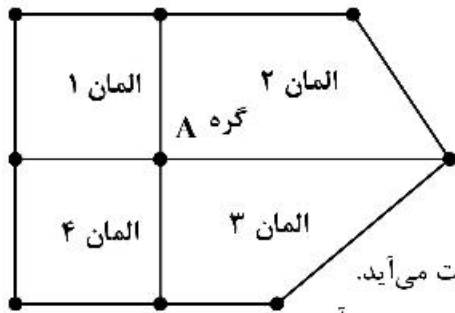 المان ۱
المان ۲
گره A
المان ۴
المان ۳
ت می‌آید.